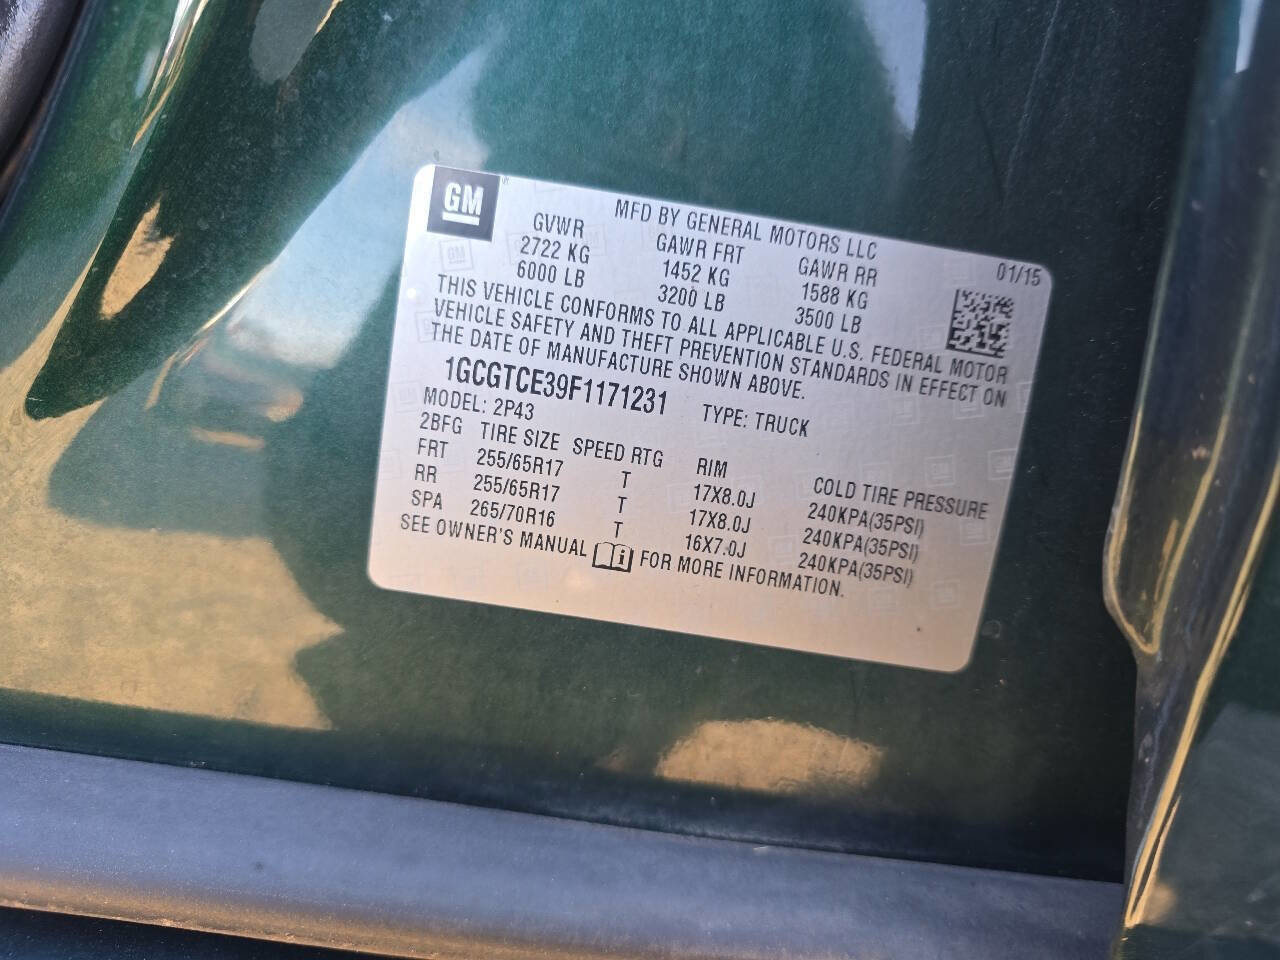 GM
MFD BY GENERAL MOTORS LLC
01/15
GVWR GAWR FRT GAWR RR
2722 KG 1452 KG 1588 KG
6000 LB 3200 LB 3500 LB
THIS VEHICLE CONFORMS TO ALL APPLICABLE U.S. FEDERAL MOTOR
VEHICLE SAFETY AND THEFT PREVENTION STANDARDS IN EFFECT ON
THE DATE OF MANUFACTURE SHOWN ABOVE.
1GCGTCE39F1171231 TYPE: TRUCK
MODEL: 2P43
2BFG TIRE SIZE SPEED RTG RIM COLD TIRE PRESSURE
FRT 255/65R17 T 17X8.0J 240KPA(35PSI)
RR 255/65R17 T 17X8.0J 240KPA(35PSI)
SPA 265/70R16 T 16X7.0J 240KPA(35PSI)
SEE OWNER'S MANUAL i FOR MORE INFORMATION.